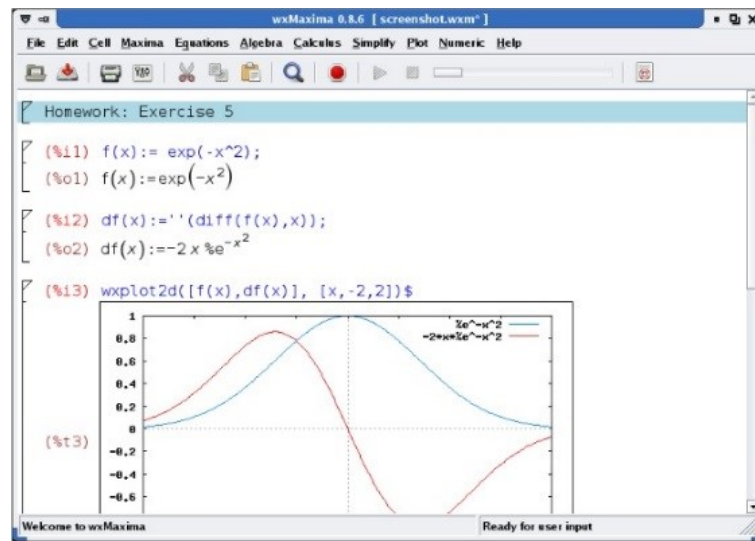 wxMaxima 0.8.6 [ screenshot.wxm* ]
File Edit Cell Maxima Equations Algebra Calculus Simplify Plot Numeric Help
Homework: Exercise 5
(%i1) f(x):= exp(-x^2);
(%o1) f(x):=exp(-x²)
(%i2) df(x):=''(diff(f(x),x));
(%o2) df(x):=-2 x %e^-x²
(%i3) wxplot2d([f(x),df(x)], [x,-2,2])$
1
%e^-x^2
-2*x*%e^-x^2
0.8
0.6
0.4
0.2
0
(%t3)
-0.2
-0.4
-0.6
Welcome to wxMaxima
Ready for user input